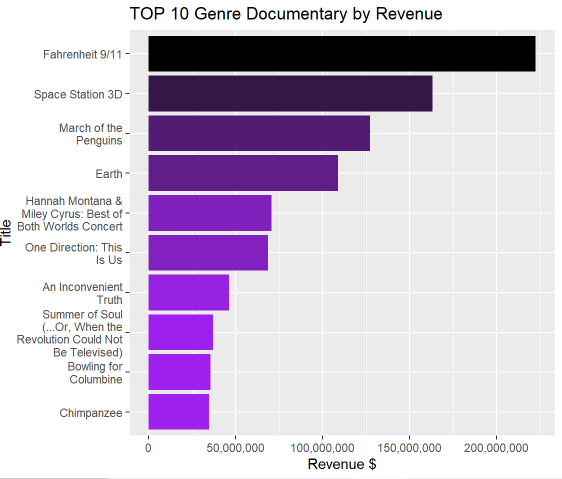 TOP 10 Genre Documentary by Revenue
Title
Fahrenheit 9/11
Space Station 3D
March of the
Penguins
Earth
Hannah Montana &
Miley Cyrus: Best of
Both Worlds Concert
One Direction: This
Is Us
An Inconvenient
Truth
Summer of Soul
(...Or, When the
Revolution Could Not
Be Televised)
Bowling for
Columbine
Chimpanzee
0 50,000,000 100,000,000 150,000,000 200,000,000
Revenue $